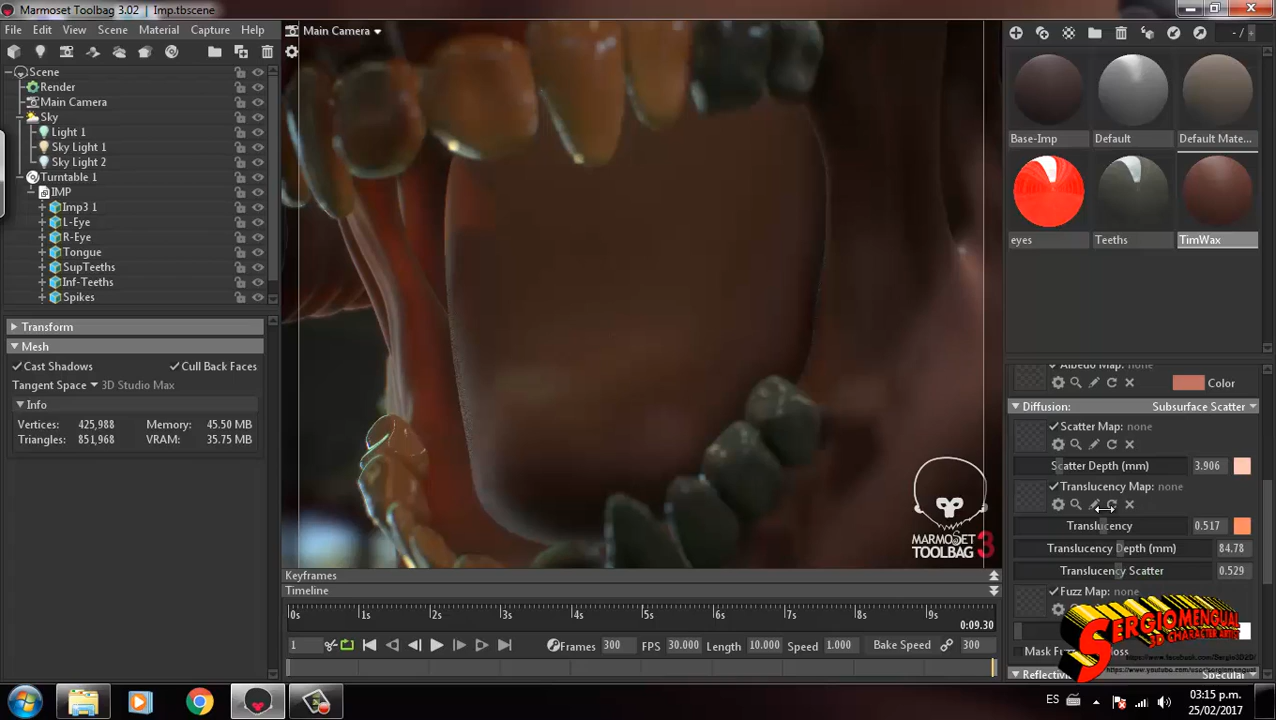 Marmoset Toolbag 3.02 | Imp.tbscene
File Edit View Scene Material Capture Help
Main Camera
- /
Scene
Render
Main Camera
Sky
Light 1
Sky Light 1
Sky Light 2
Turntable 1
IMP
Imp3 1
L-Eye
R-Eye
Tongue
SupTeeths
Inf-Teeths
Spikes
Transform
Mesh
Cast Shadows Cull Back Faces
Tangent Space 3D Studio Max
Info
Vertices: 425,988 Memory: 45.50 MB
Triangles: 851,968 VRAM: 35.75 MB
Base-Imp Default Default Mate...
eyes Teeths TimWax
Albedo Map: none
Color
Diffusion: Subsurface Scatter
Scatter Map: none
Scatter Depth (mm) 3.906
Translucency Map: none
Translucency 0.517
Translucency Depth (mm) 84.78
Translucency Scatter 0.529
Fuzz Map: none
Mask Fuzz
oss
Reflectiv
Specular
MARMOSET
TOOLBAG 3
SERGIOMENGUAL
3D CHARACTER ARTIST
Keyframes
Timeline
0s 1s 2s 3s 4s 5s 6s 7s 8s 9s
0:09.30
1 Frames 300 FPS 30.000 Length 10.000 Speed 1.000 Bake Speed 300
ES
03:15 p.m.
25/02/2017